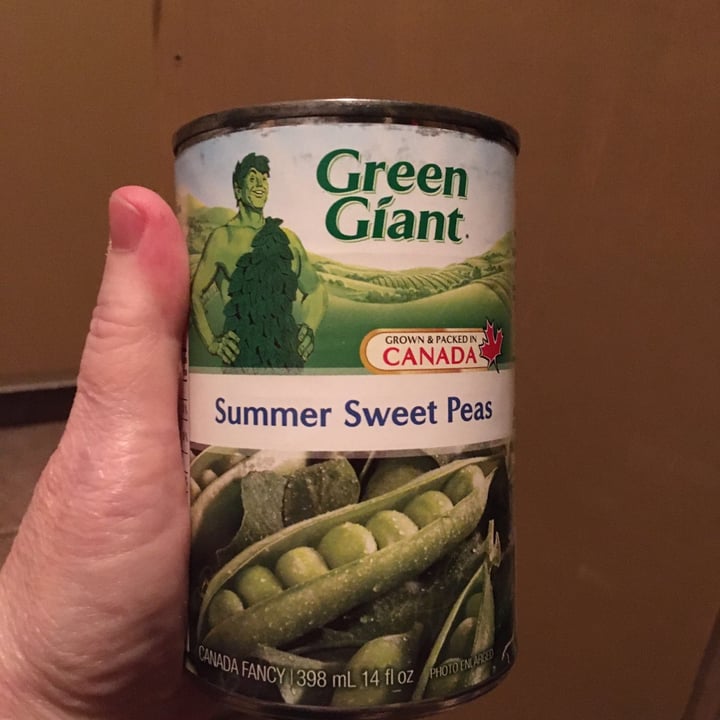 Green
Giant.
GROWN & PACKED IN
CANADA
Summer Sweet Peas
CANADA FANCY | 398 mL 14 fl oz
PHOTO ENLARGED